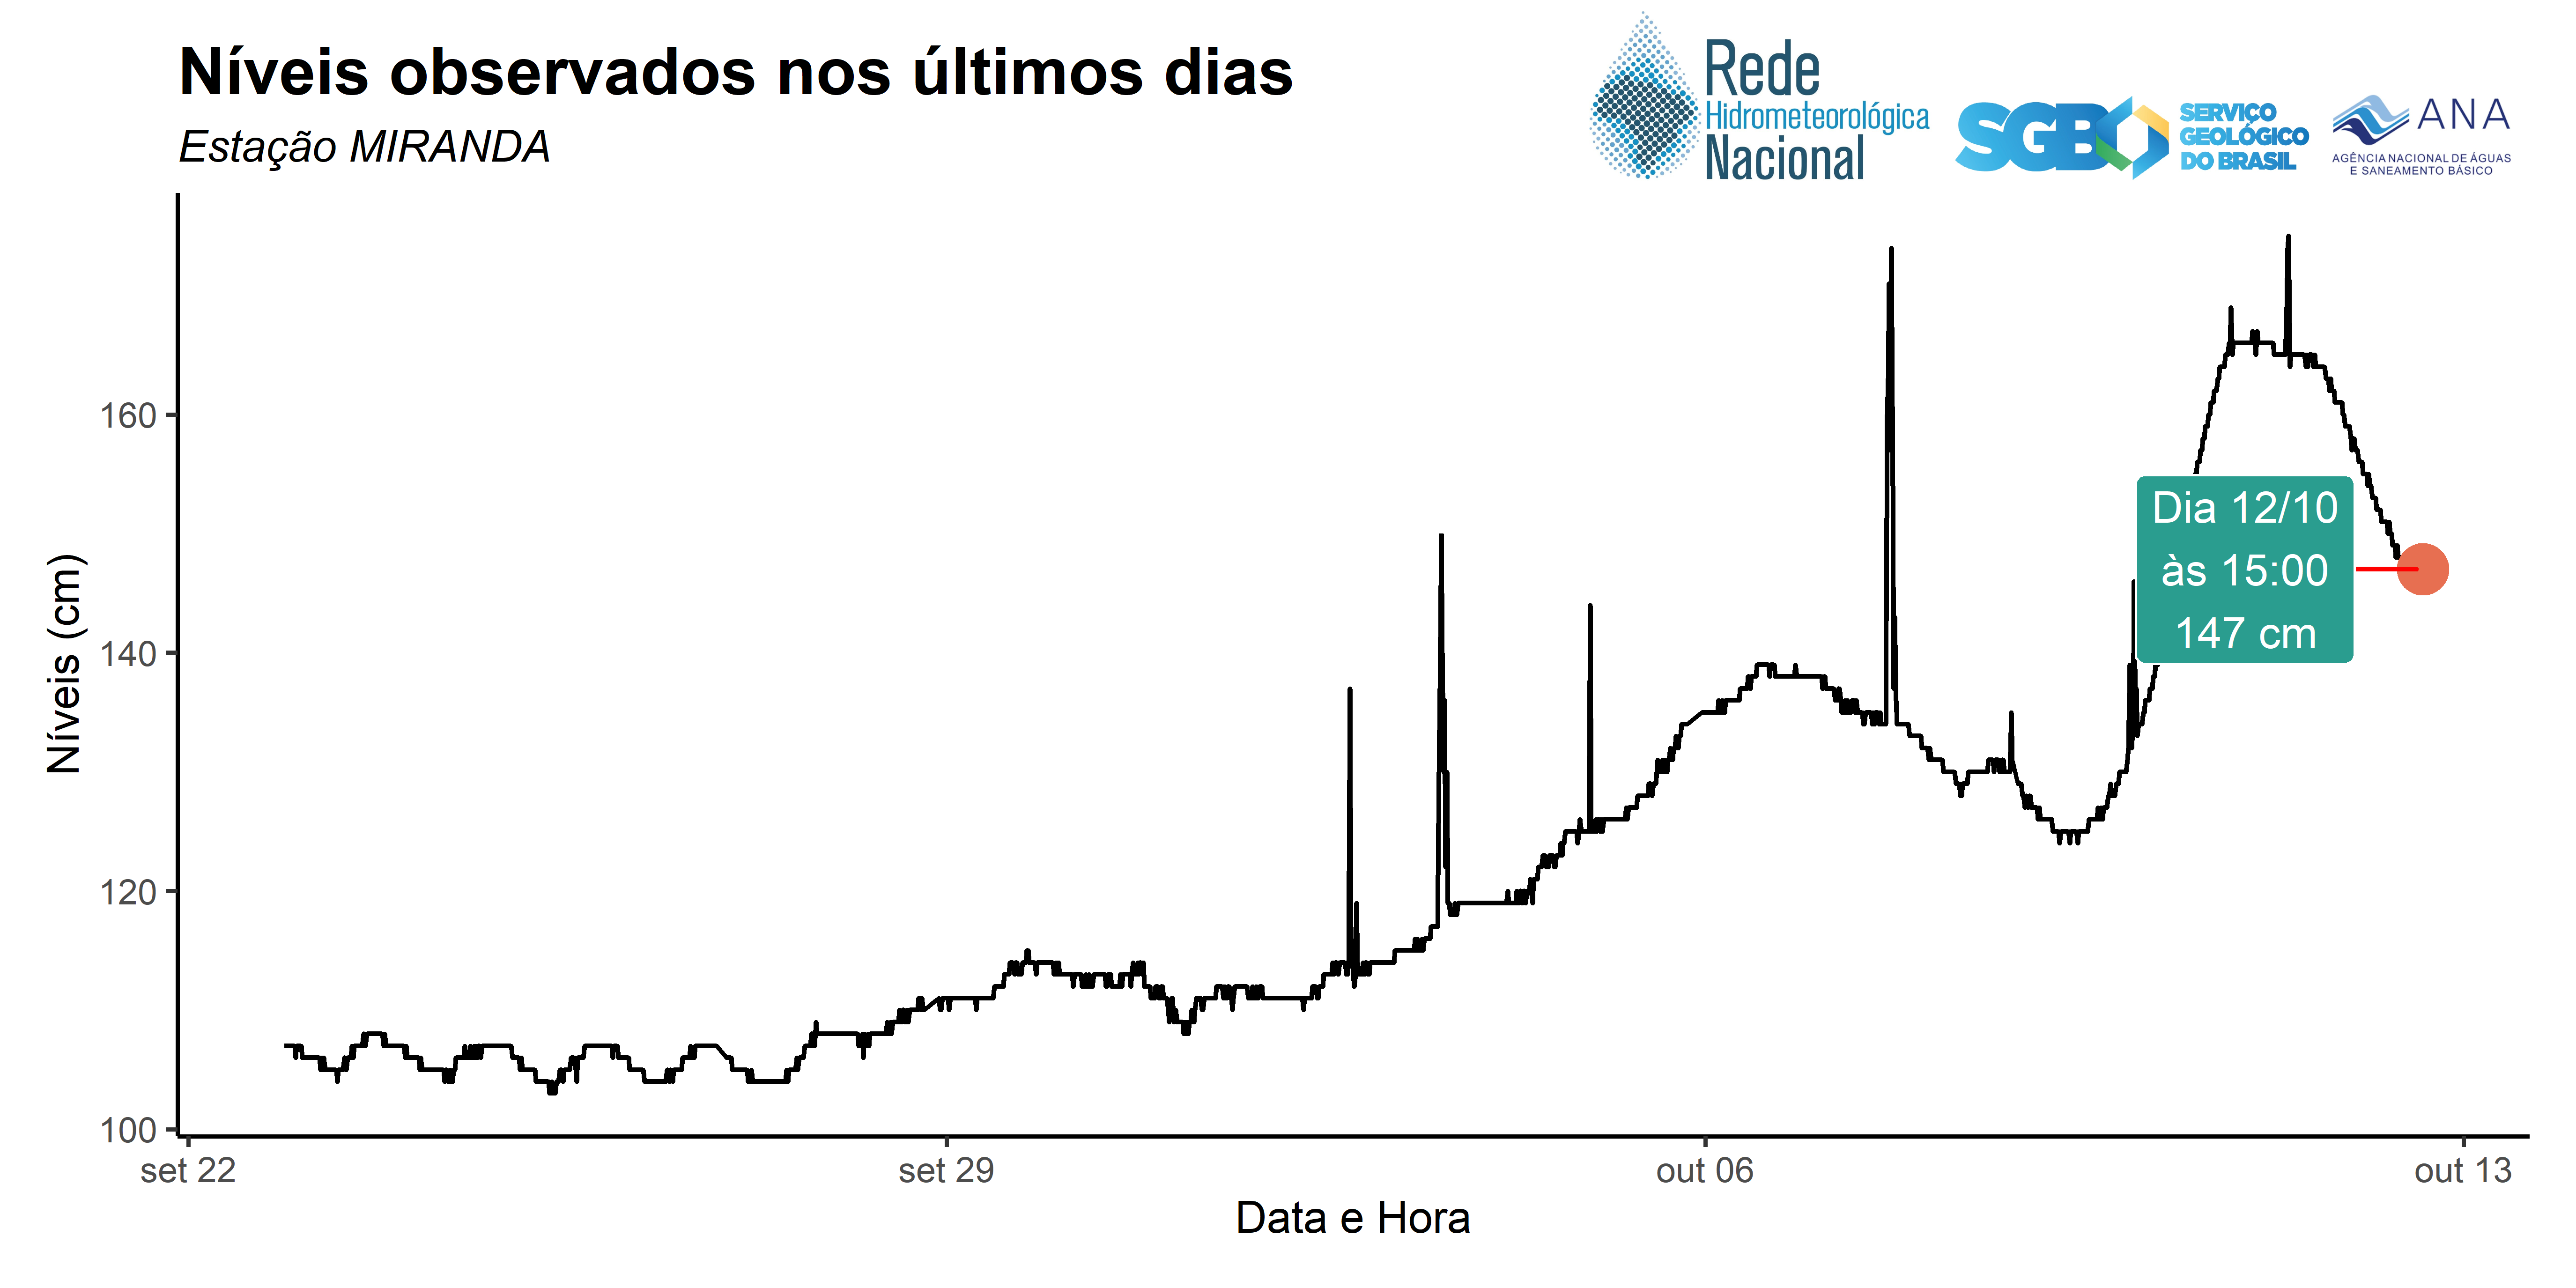 Níveis observados nos últimos dias
Estação MIRANDA
Rede
Hidrometeorológica
Nacional
SGB
SERVIÇO
GEOLÓGICO
DO BRASIL
ANA
AGÊNCIA NACIONAL DE ÁGUAS
E SANEAMENTO BÁSICO
Níveis (cm)
160
140
120
100
Dia 12/10
às 15:00
147 cm
set 22
set 29
out 06
out 13
Data e Hora